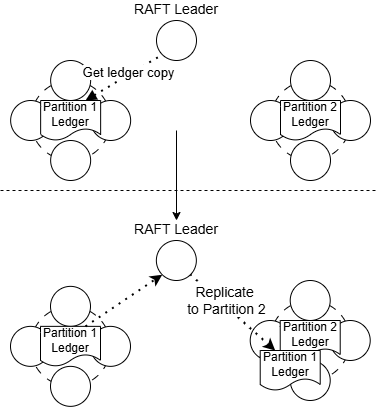 RAFT Leader
Get ledger copy
Partition 1
Ledger
Partition 2
Ledger
RAFT Leader
Replicate
to Partition 2
Partition 1
Ledger
Partition 2
Ledger
Partition 1
Ledger